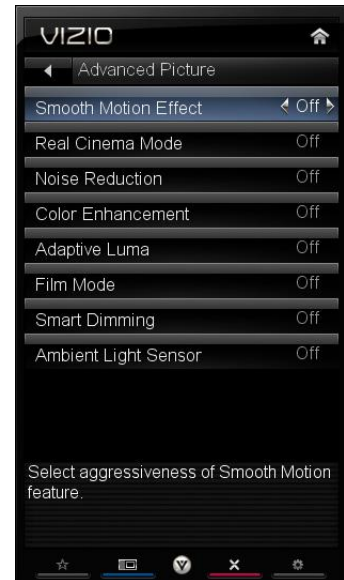 VIZIO
Advanced Picture
Smooth Motion Effect Off
Real Cinema Mode Off
Noise Reduction Off
Color Enhancement Off
Adaptive Luma Off
Film Mode Off
Smart Dimming Off
Ambient Light Sensor Off
Select aggressiveness of Smooth Motion
feature.
V